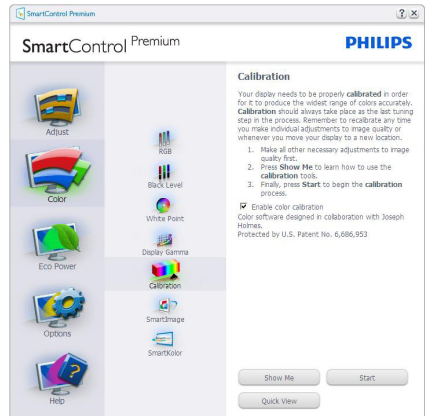 SmartControl Premium
? ×
SmartControl Premium
PHILIPS
Adjust
Color
Eco Power
Options
Help
RGB
Black Level
White Point
Display Gamma
Calibration
SmartImage
SmartKolor
Calibration
Your display needs to be properly calibrated in order
for it to produce the widest range of colors accurately.
Calibration should always take place as the last tuning
step in the process. Remember to recalibrate any time
you make individual adjustments to image quality or
whenever you move your display to a new location.
1. Make all other necessary adjustments to image
quality first.
2. Press Show Me to learn how to use the
calibration tools.
3. Finally, press Start to begin the calibration
process.
Enable color calibration
Color software designed in collaboration with Joseph
Holmes.
Protected by U.S. Patent No. 6,686,953
Show Me
Start
Quick View